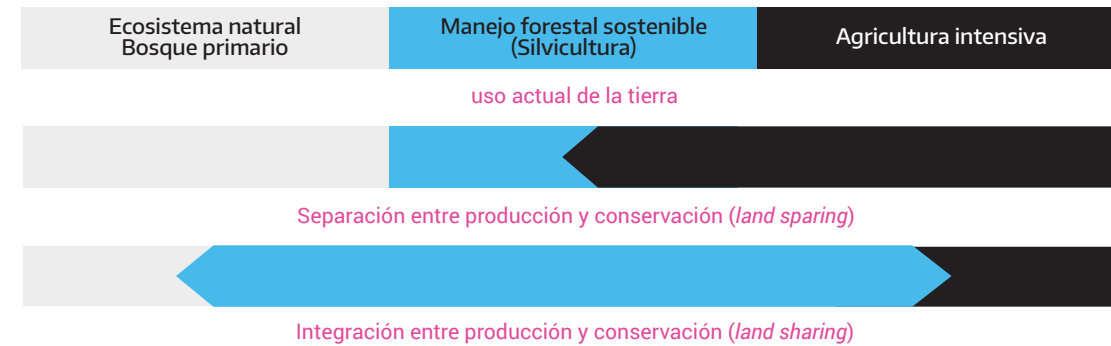 Ecosistema natural
Bosque primario
Manejo forestal sostenible
(Silvicultura)
Agricultura intensiva
uso actual de la tierra
Separación entre producción y conservación (land sparing)
Integración entre producción y conservación (land sharing)